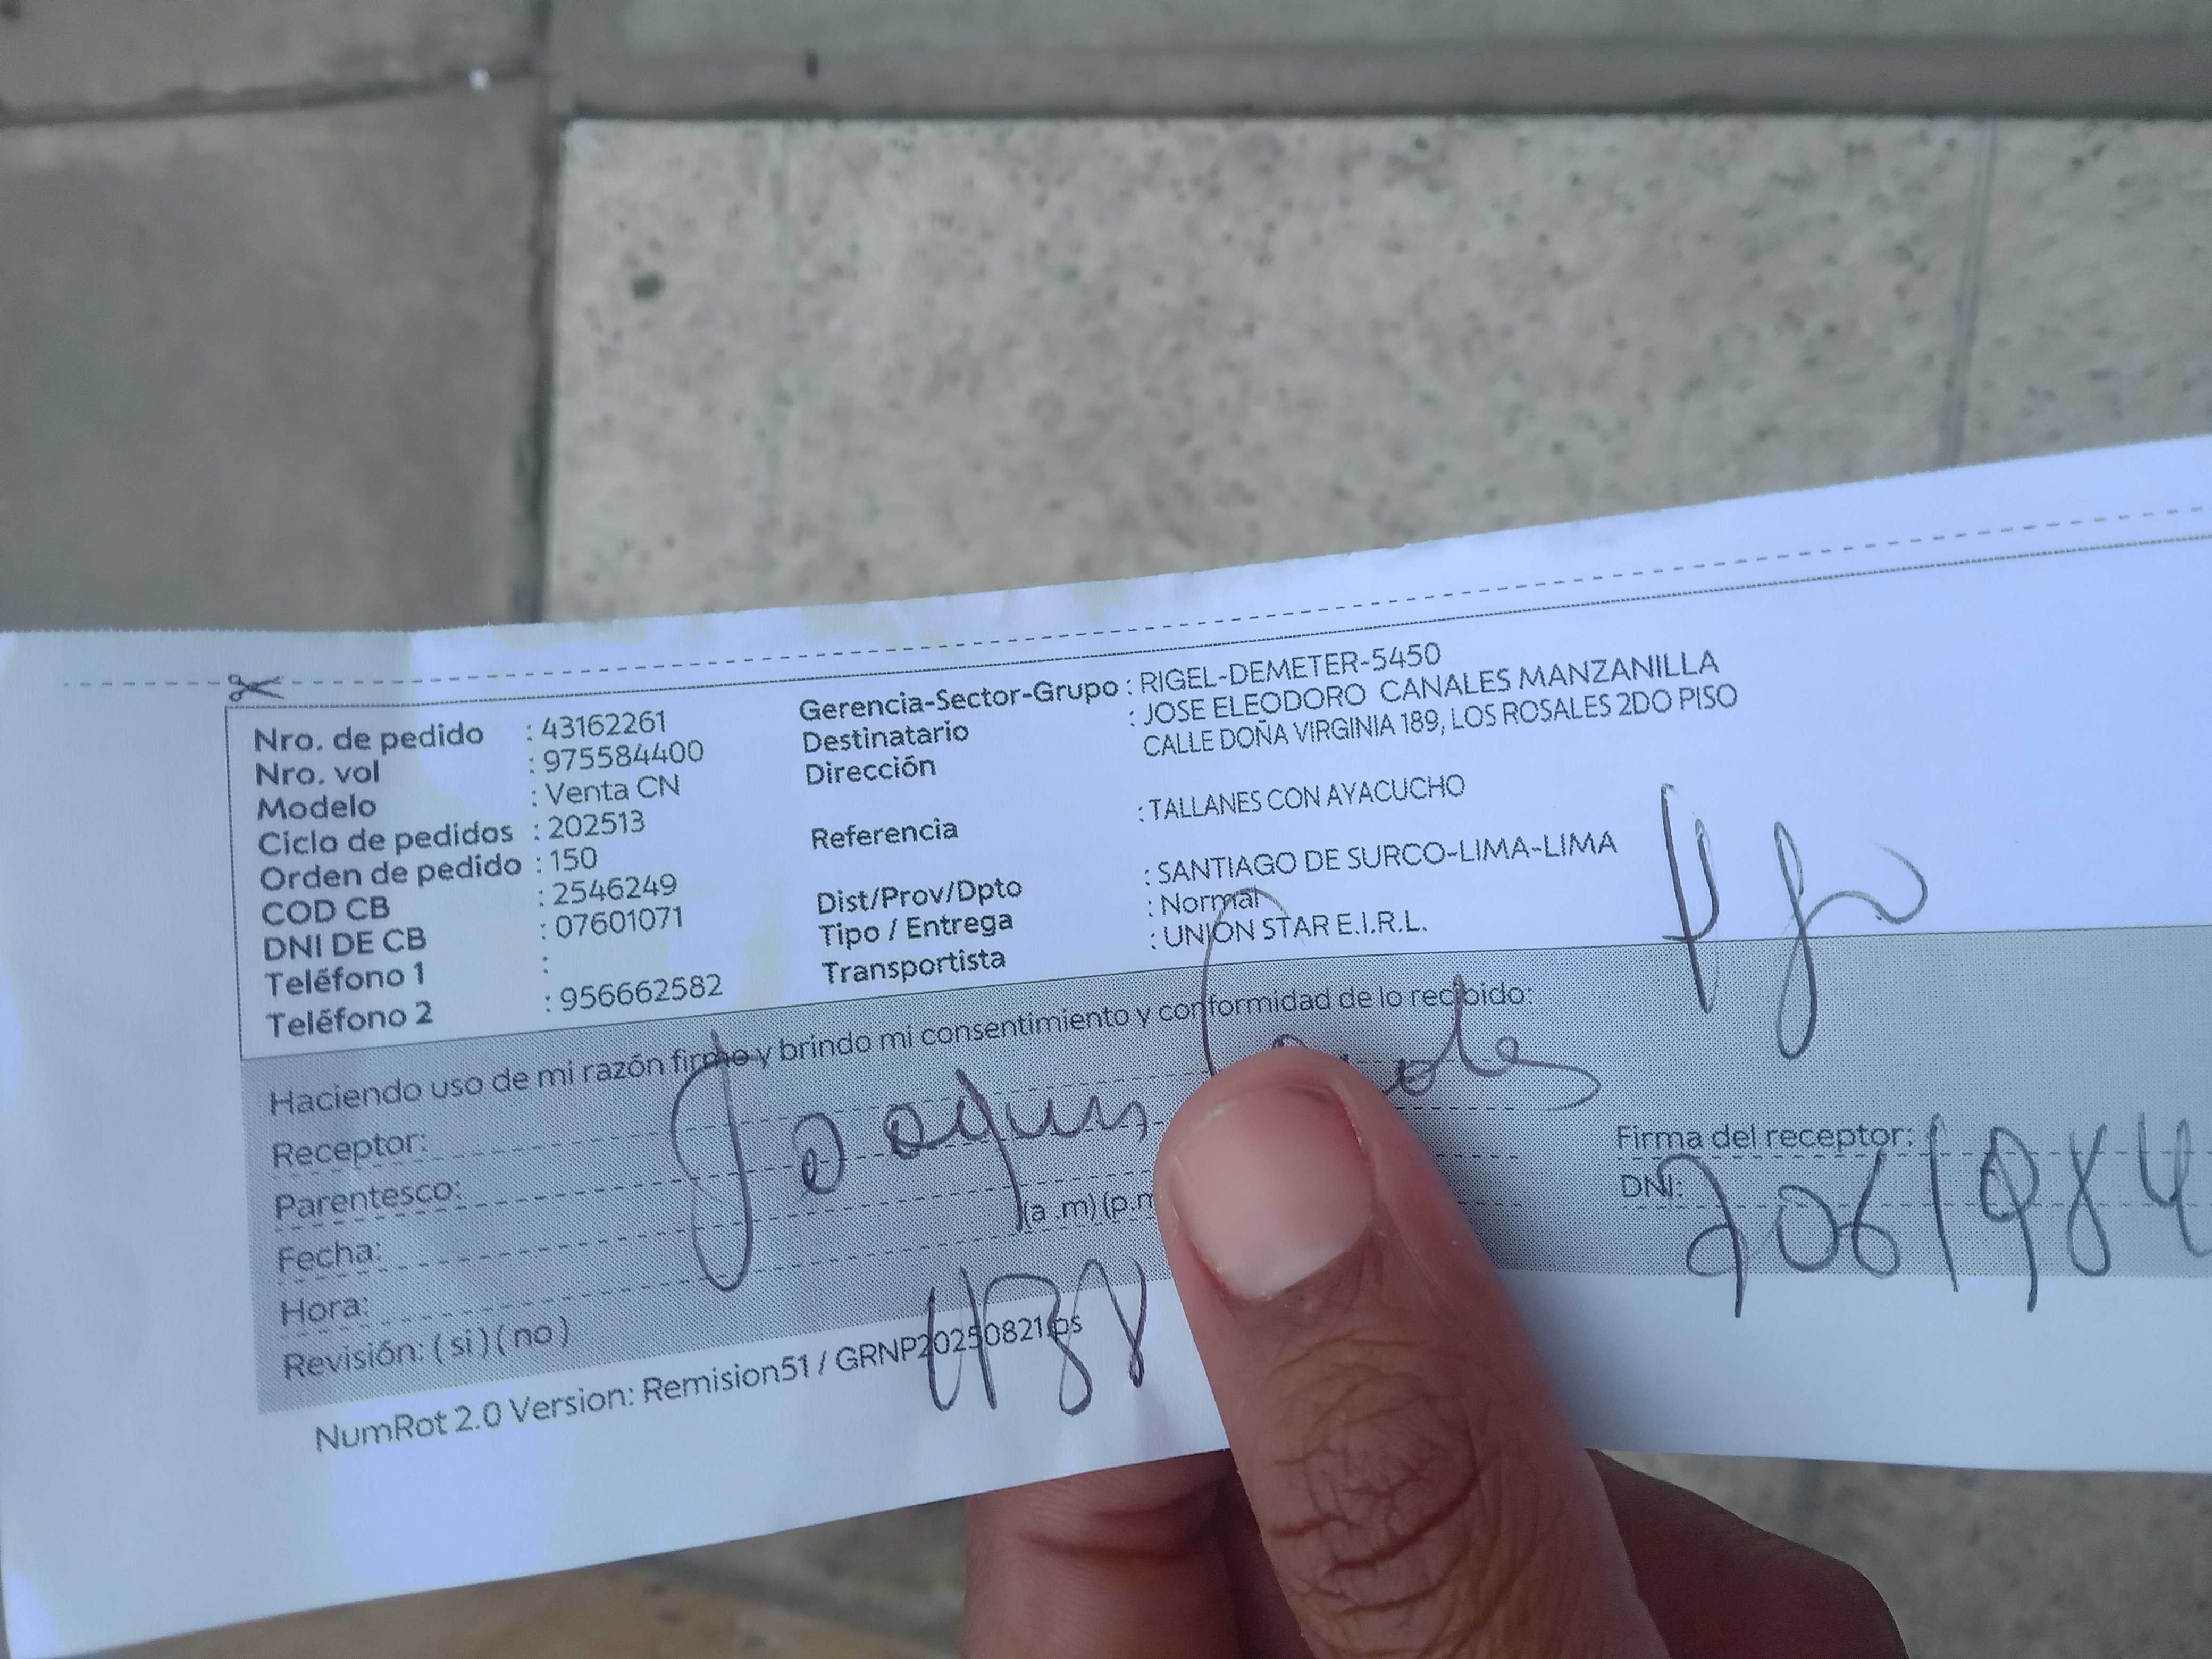 Nro. de pedido : 43162261
Nro. vol : 975584400
Modelo : Venta CN
Ciclo de pedidos : 202513
Orden de pedido : 150
COD CB : 2546249
DNI DE CB : 07601071
Teléfono 1 :
Teléfono 2 : 956662582
Gerencia-Sector-Grupo : RIGEL-DEMETER-5450
Destinatario : JOSE ELEODORO CANALES MANZANILLA
Dirección CALLE DOÑA VIRGINIA 189, LOS ROSALES 2DO PISO
Referencia : TALLANES CON AYACUCHO
Dist/Prov/Dpto : SANTIAGO DE SURCO-LIMA-LIMA
Tipo / Entrega : Normal
Transportista : UNION STAR E.I.R.L.
Haciendo uso de mi razón firmo y brindo mi consentimiento y conformidad de lo recibido:
Receptor: Joaquin
Parentesco:
Fecha:
Hora: (a .m) (p.m
Revisión: ( si ) ( no )
Firma del receptor:
DNI:
NumRot 2.0 Version: Remision51 / GRNP20250821.ps